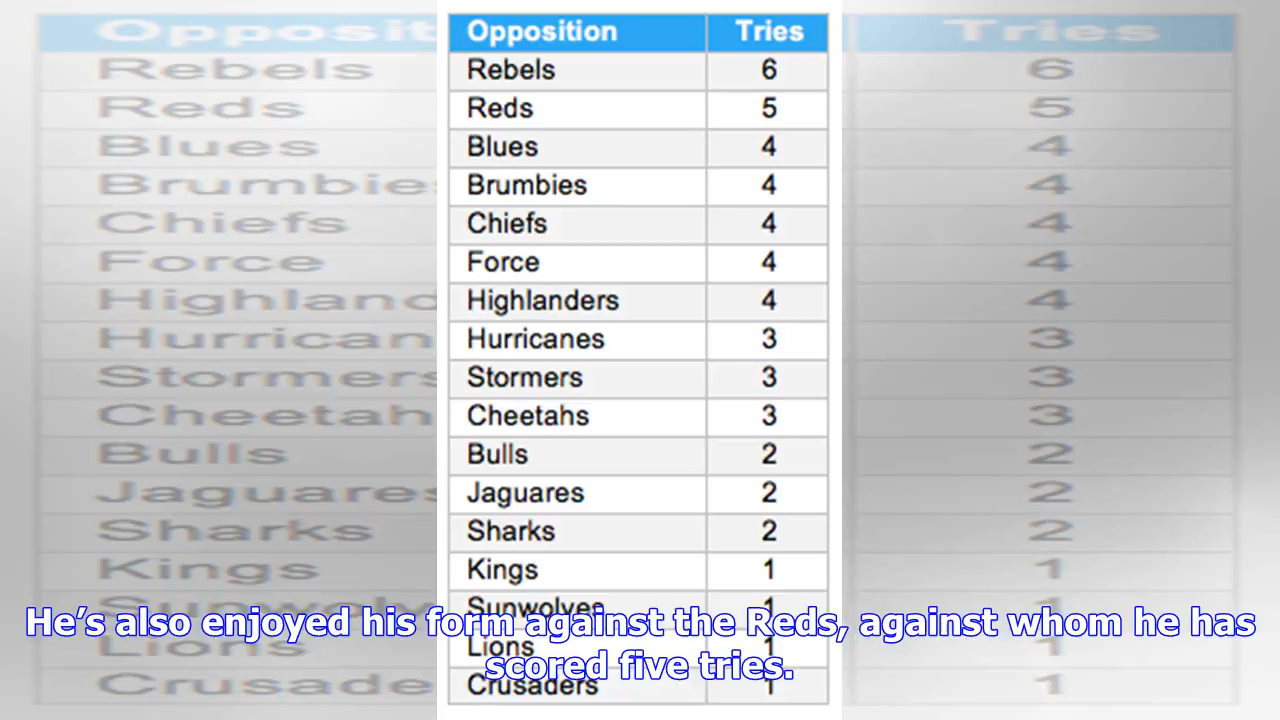 Opposition Tries
Rebels 6
Reds 5
Blues 4
Brumbies 4
Chiefs 4
Force 4
Highlanders 4
Hurricanes 3
Stormers 3
Cheetahs 3
Bulls 2
Jaguares 2
Sharks 2
Kings 1
Sunwolves 1
He's also enjoyed his form against the Reds, against whom he has
Lions 1
scored five tries.
Crusaders 1